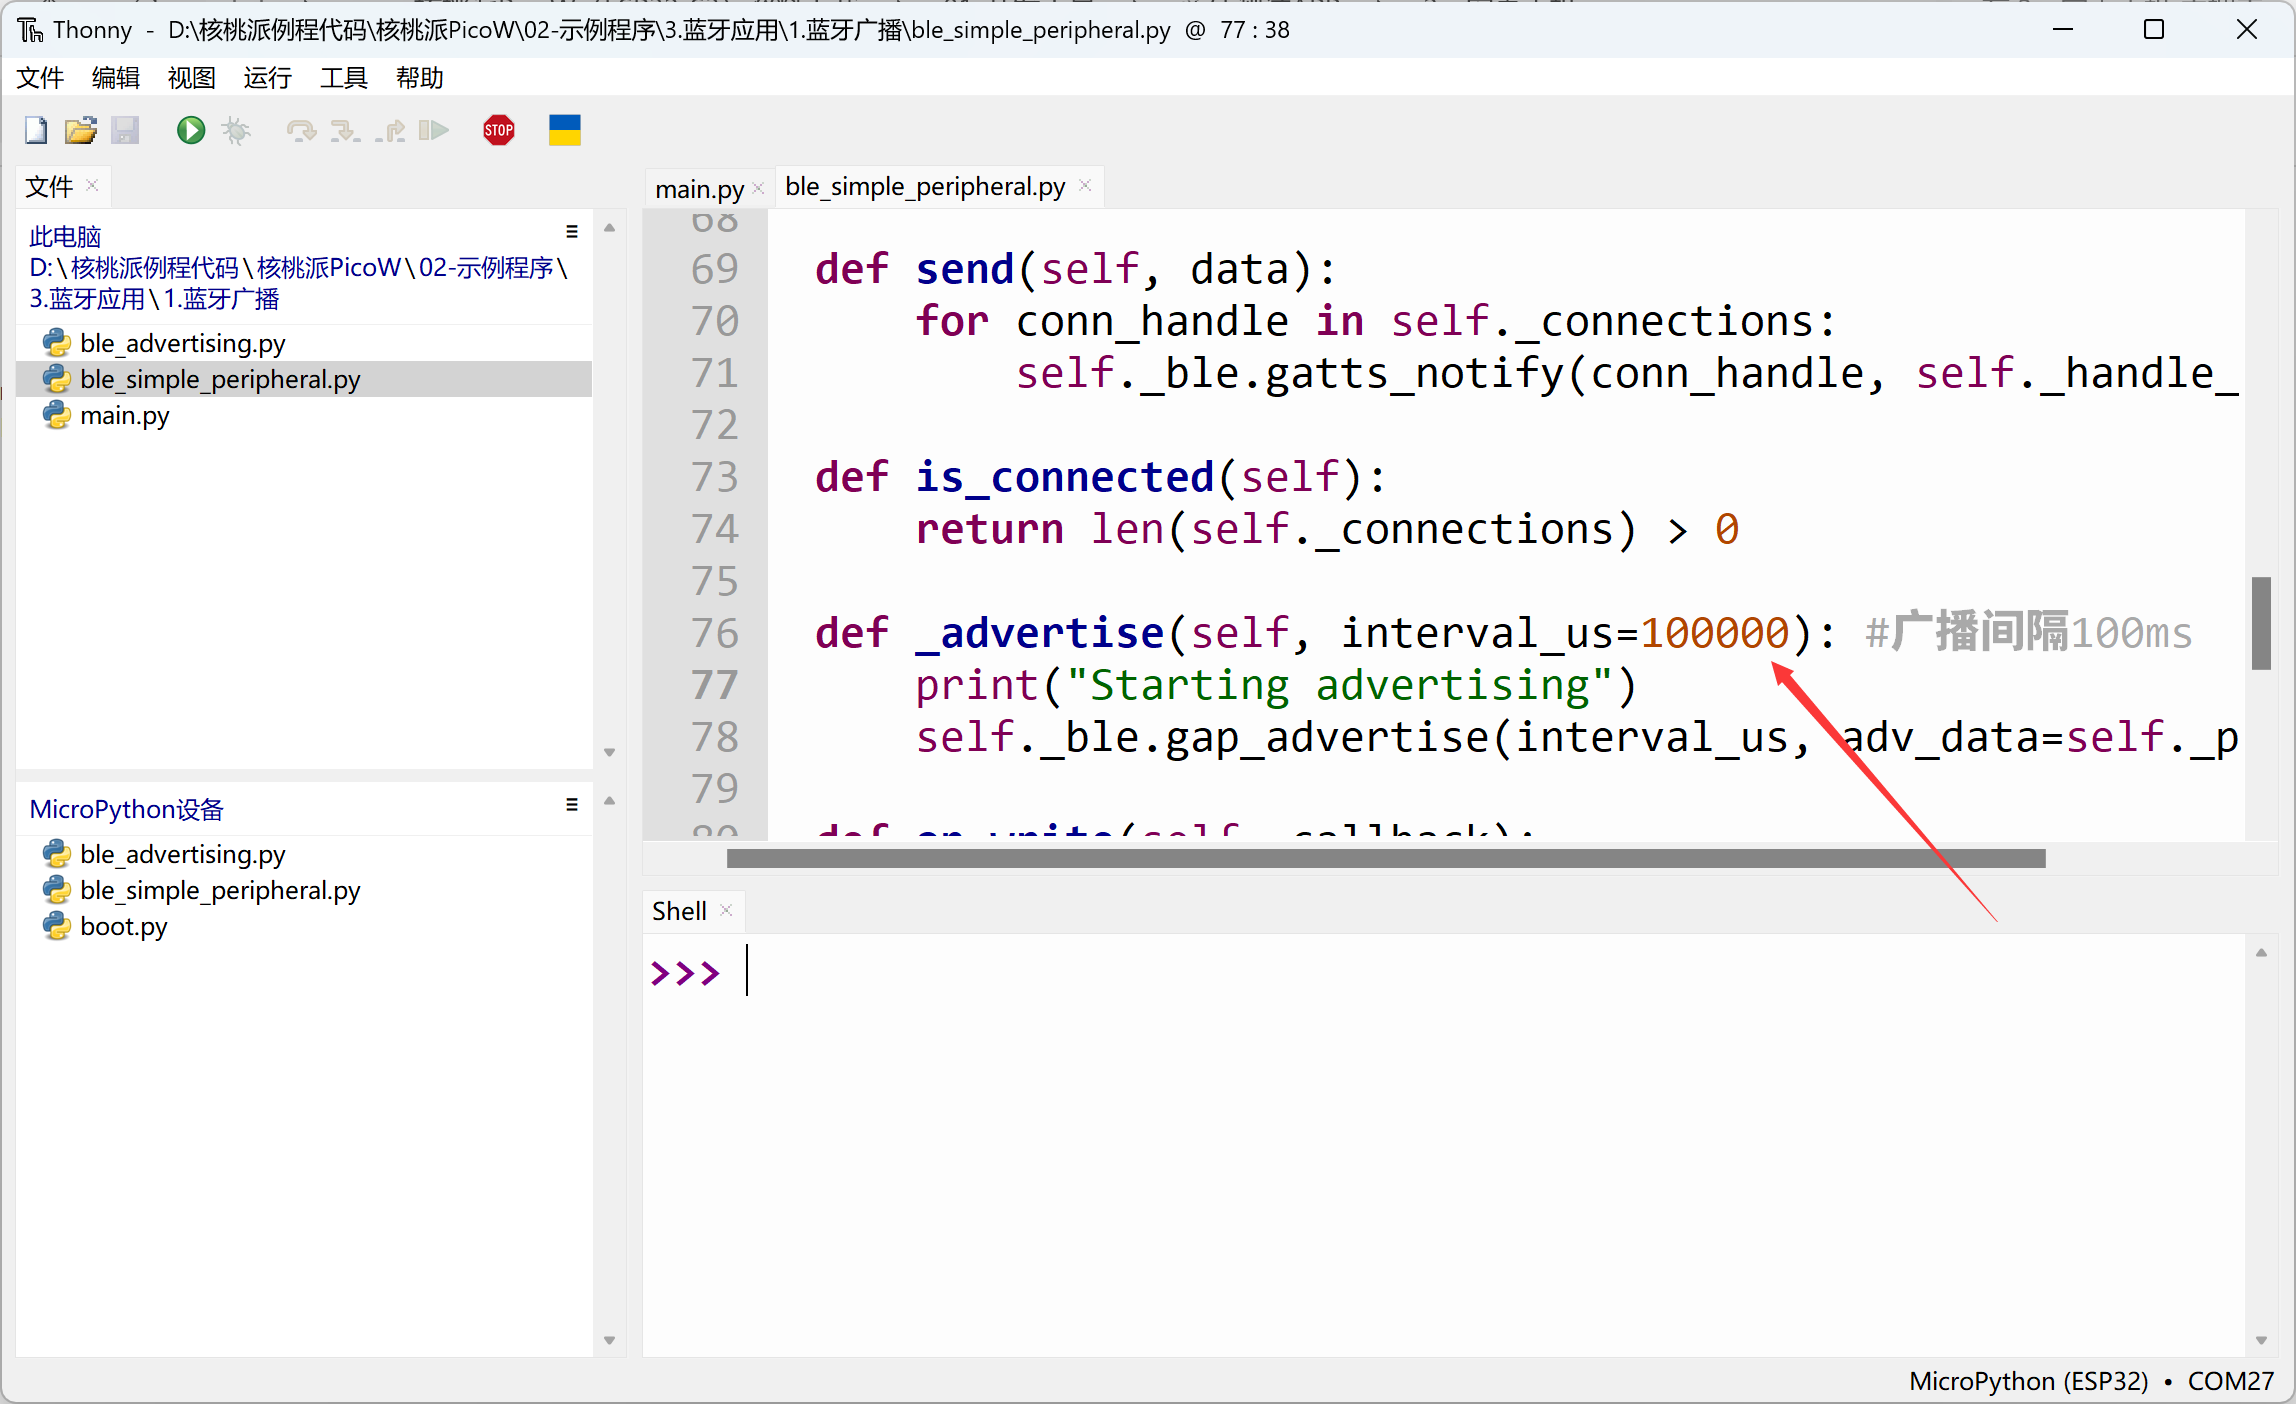 Thonny - D:\核桃派例程代码\核桃派PicoW\02-示例程序\3.蓝牙应用\1.蓝牙广播\ble_simple_peripheral.py @ 77 : 38
文件 编辑 视图 运行 工具 帮助
STOP
文件
此电脑
D:\核桃派例程代码\核桃派PicoW\02-示例程序\
3.蓝牙应用\1.蓝牙广播
ble_advertising.py
ble_simple_peripheral.py
main.py
MicroPython设备
ble_advertising.py
ble_simple_peripheral.py
boot.py
main.py ble_simple_peripheral.py
68
69 def send(self, data):
70 for conn_handle in self._connections:
71 self._ble.gatts_notify(conn_handle, self._handle_
72
73 def is_connected(self):
74 return len(self._connections) > 0
75
76 def _advertise(self, interval_us=100000): #广播间隔100ms
77 print("Starting advertising")
78 self._ble.gap_advertise(interval_us, adv_data=self._p
79
80 def on_write(self, callback):
Shell
>>>
MicroPython (ESP32) • COM27